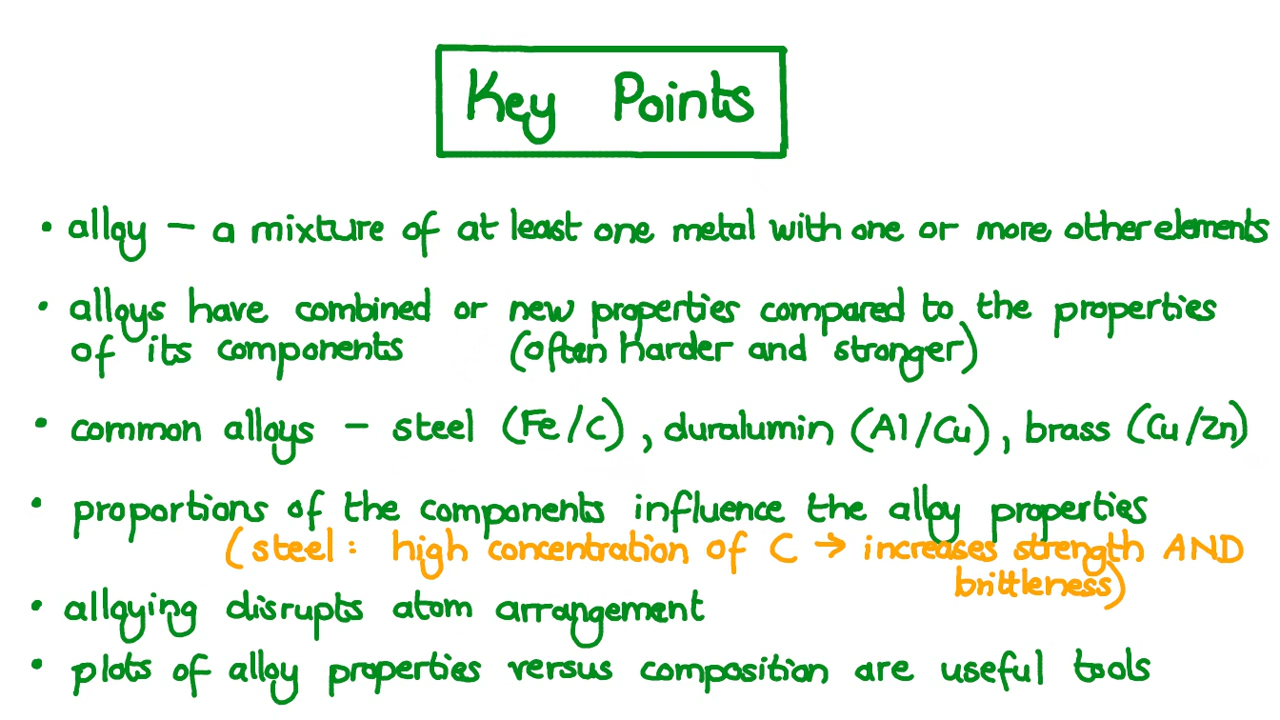 Key Points
• alloy – a mixture of at least one metal with one or more other elements
• alloys have combined or new properties compared to the properties
of its components (often harder and stronger)
• common alloys – steel (Fe/C), duralumin (Al/Cu), brass (Cu/Zn)
• proportions of the components influence the alloy properties
(steel: high concentration of C → increases strength AND
brittleness)
• alloying disrupts atom arrangement
• plots of alloy properties versus composition are useful tools